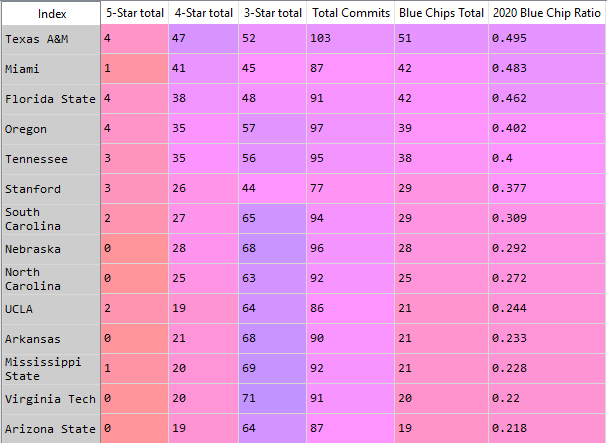 Index 5-Star total 4-Star total 3-Star total Total Commits Blue Chips Total 2020 Blue Chip Ratio
Texas A&M 4 47 52 103 51 0.495
Miami 1 41 45 87 42 0.483
Florida State 4 38 48 91 42 0.462
Oregon 4 35 57 97 39 0.402
Tennessee 3 35 56 95 38 0.4
Stanford 3 26 44 77 29 0.377
South
Carolina 2 27 65 94 29 0.309
Nebraska 0 28 68 96 28 0.292
North
Carolina 0 25 63 92 25 0.272
UCLA 2 19 64 86 21 0.244
Arkansas 0 21 68 90 21 0.233
Mississippi
State 1 20 69 92 21 0.228
Virginia Tech 0 20 71 91 20 0.22
Arizona State 0 19 64 87 19 0.218